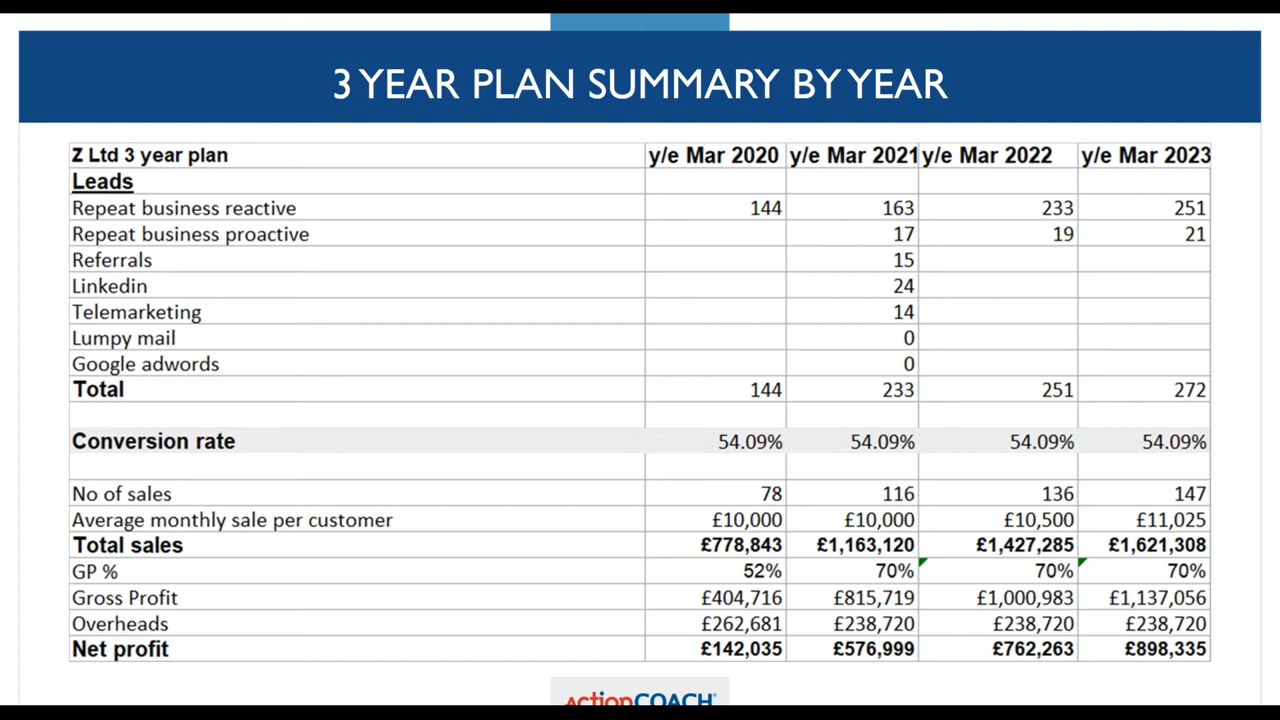 3 YEAR PLAN SUMMARY BY YEAR
Z Ltd 3 year plan y/e Mar 2020 y/e Mar 2021 y/e Mar 2022 y/e Mar 2023
Leads
Repeat business reactive 144 163 233 251
Repeat business proactive 17 19 21
Referrals 15
Linkedin 24
Telemarketing 14
Lumpy mail 0
Google adwords 0
Total 144 233 251 272
Conversion rate 54.09% 54.09% 54.09% 54.09%
No of sales 78 116 136 147
Average monthly sale per customer £10,000 £10,000 £10,500 £11,025
Total sales £778,843 £1,163,120 £1,427,285 £1,621,308
GP % 52% 70% 70% 70%
Gross Profit £404,716 £815,719 £1,000,983 £1,137,056
Overheads £262,681 £238,720 £238,720 £238,720
Net profit £142,035 £576,999 £762,263 £898,335
ActionCOACH